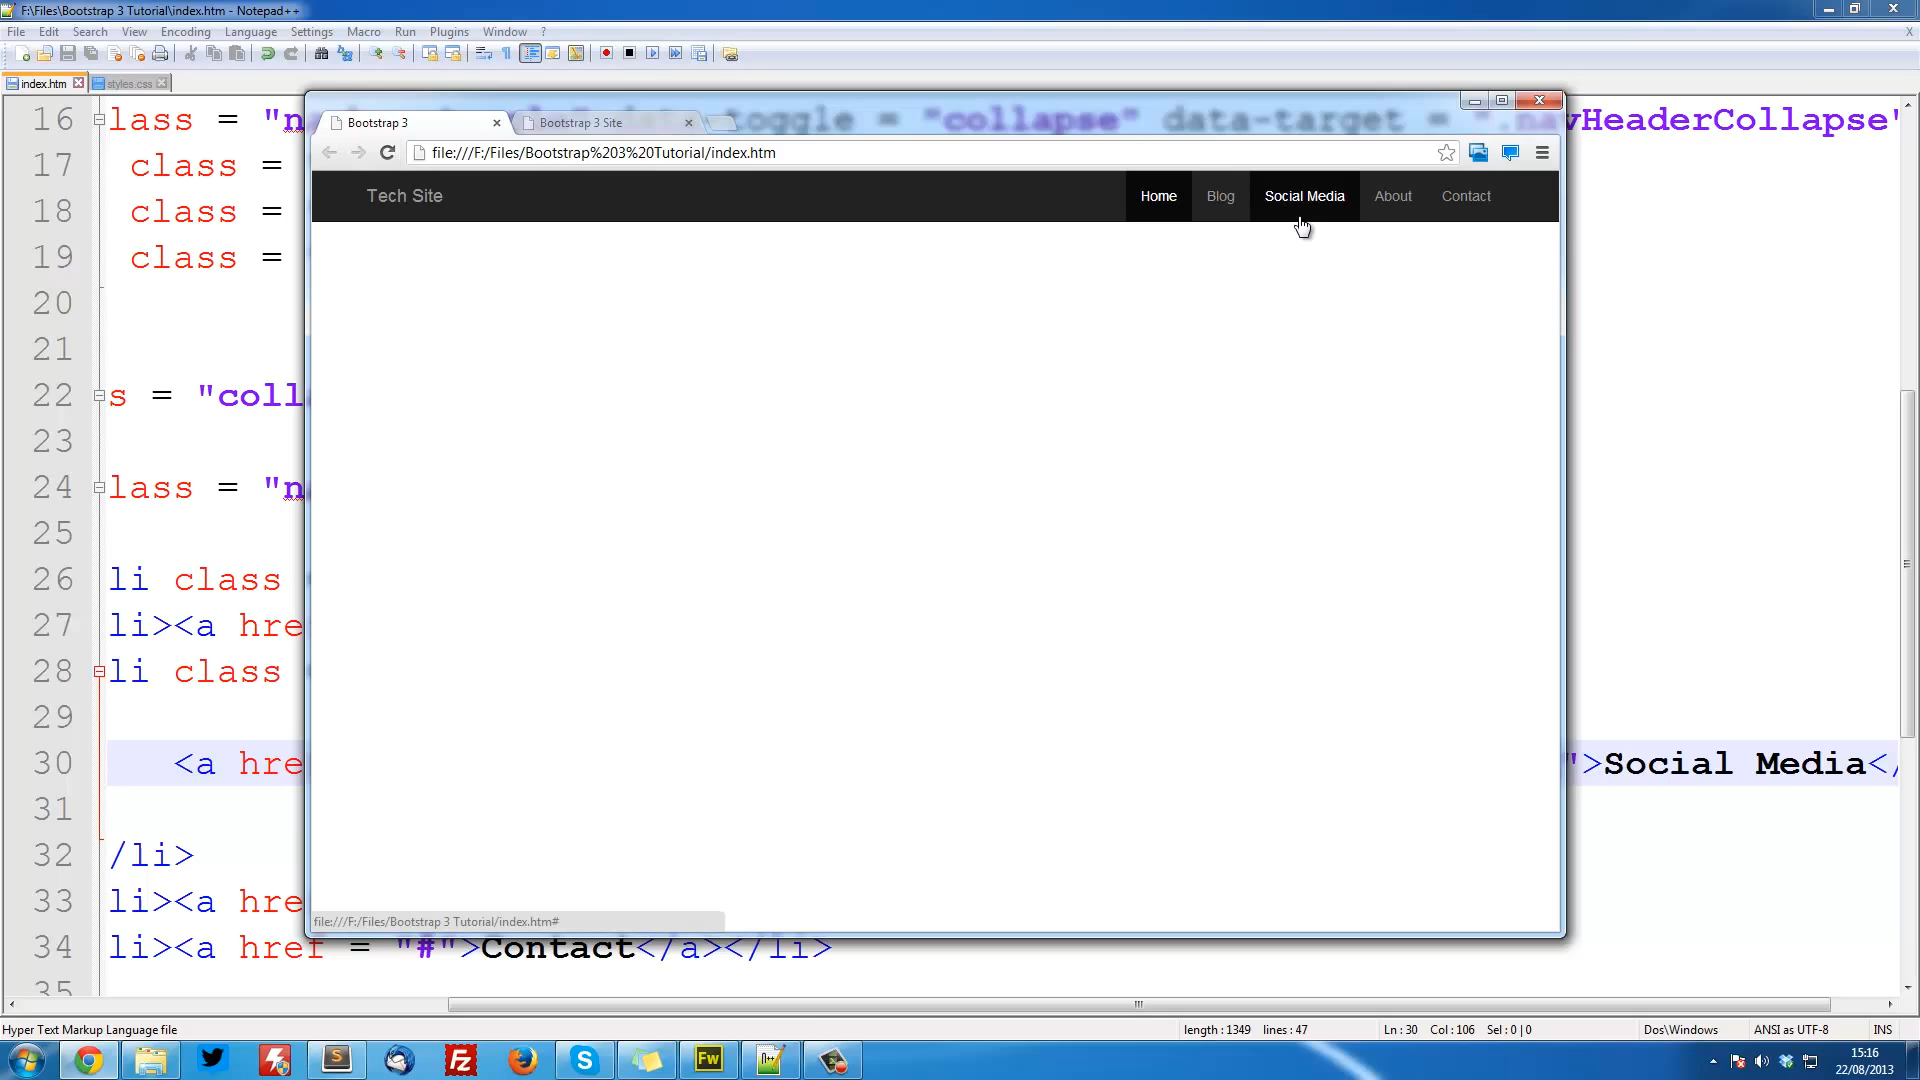 F:\Files\Bootstrap 3 Tutorial\index.htm - Notepad++
File Edit Search View Encoding Language Settings Macro Run Plugins Window ? X
index.htm styles.css
Bootstrap 3 Bootstrap 3 Site
file:///F:/Files/Bootstrap%203%20Tutorial/index.htm
Tech Site Home Blog Social Media About Contact
16 lass = "n toggle = "collapse" data-target = ".navHeaderCollapse"
17 class =
18 class =
19 class =
20
21
22 s = "coll
23
24 lass = "n
25
26 li class
27 li><a hre
28 li class
29
30 <a hre ">Social Media</
31
32 /li>
33 li><a hre
file:///F:/Files/Bootstrap 3 Tutorial/index.htm#
34 li><a href = "#">Contact</a></li>
35
Hyper Text Markup Language file length : 1349 lines : 47 Ln : 30 Col : 106 Sel : 0 | 0 Dos\Windows ANSI as UTF-8 INS
Fz S Fw
15:16
22/08/2013